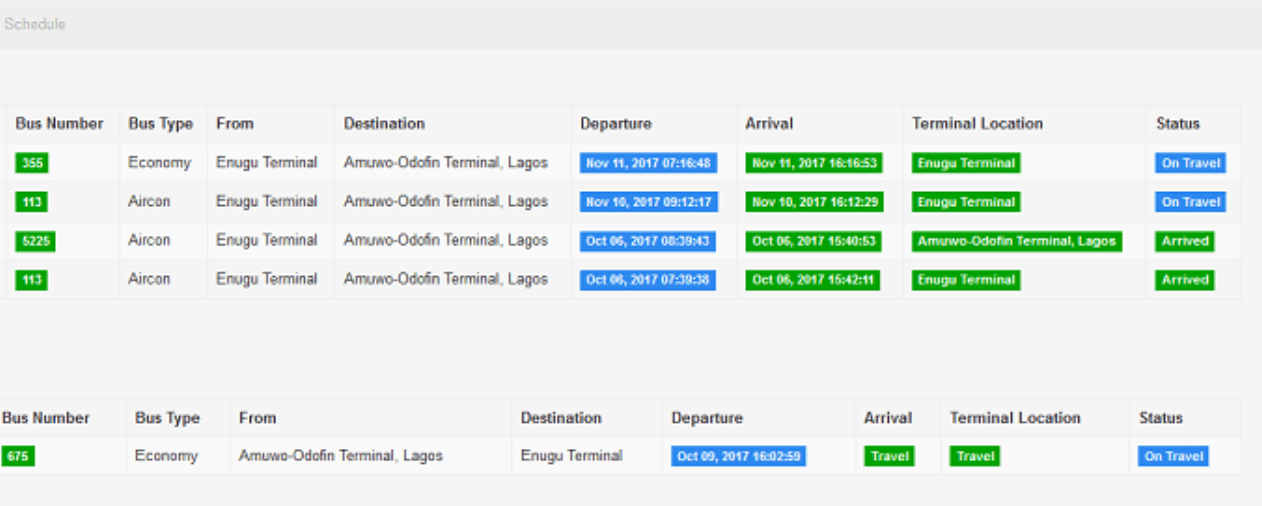 Schedule
Bus Number Bus Type From Destination Departure Arrival Terminal Location Status
355 Economy Enugu Terminal Amuwo-Odofin Terminal, Lagos Nov 11, 2017 07:16:48 Nov 11, 2017 16:16:53 Enugu Terminal On Travel
113 Aircon Enugu Terminal Amuwo-Odofin Terminal, Lagos Nov 10, 2017 09:12:17 Nov 10, 2017 16:12:29 Enugu Terminal On Travel
5225 Aircon Enugu Terminal Amuwo-Odofin Terminal, Lagos Oct 06, 2017 08:39:43 Oct 06, 2017 15:40:53 Amuwo-Odofin Terminal, Lagos Arrived
113 Aircon Enugu Terminal Amuwo-Odofin Terminal, Lagos Oct 06, 2017 07:39:38 Oct 06, 2017 15:42:11 Enugu Terminal Arrived
Bus Number Bus Type From Destination Departure Arrival Terminal Location Status
675 Economy Amuwo-Odofin Terminal, Lagos Enugu Terminal Oct 09, 2017 16:02:59 Travel Travel On Travel